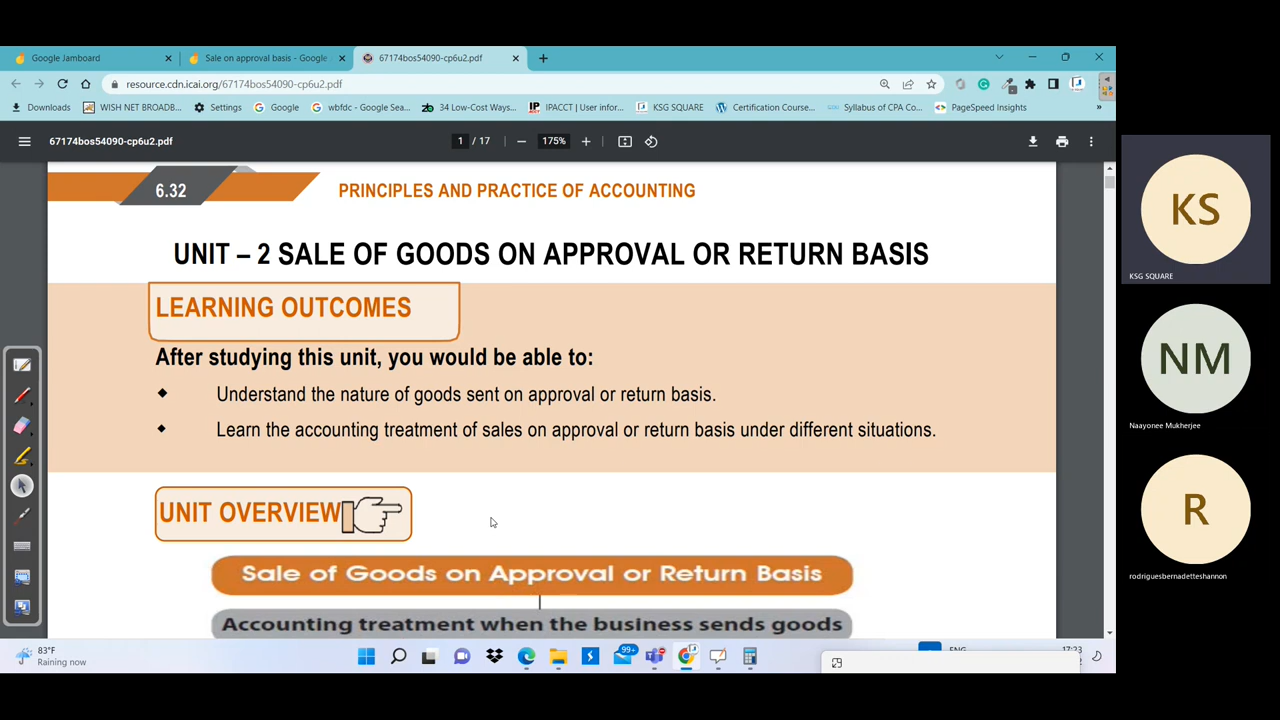 Google Jamboard
Sale on approval basis - Google
67174bos54090-cp6u2.pdf
resource.cdn.icai.org/67174bos54090-cp6u2.pdf
Downloads
WISH NET BROADB...
Settings
Google
wbfdc - Google Sea...
34 Low-Cost Ways...
IPACCT | User infor...
KSG SQUARE
Certification Course...
Syllabus of CPA Co...
PageSpeed Insights
»
67174bos54090-cp6u2.pdf
1 / 17
175%
6.32
PRINCIPLES AND PRACTICE OF ACCOUNTING
UNIT – 2 SALE OF GOODS ON APPROVAL OR RETURN BASIS
LEARNING OUTCOMES
After studying this unit, you would be able to:
Understand the nature of goods sent on approval or return basis.
Learn the accounting treatment of sales on approval or return basis under different situations.
UNIT OVERVIEW
Sale of Goods on Approval or Return Basis
Accounting treatment when the business sends goods
83°F
Raining now
99+
ENG
17:23
KS
KSG SQUARE
NM
Naayonee Mukherjee
R
rodriguesbernadetteshannon